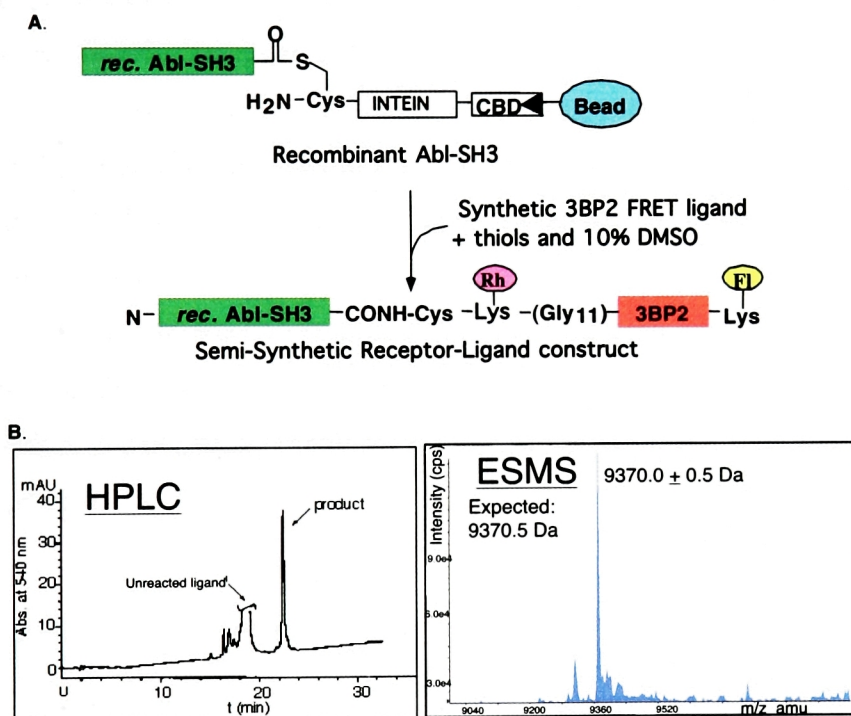 A.
rec. Abl-SH3
O
S
H2N-Cys
INTEIN
CBD
Bead
Recombinant Abl-SH3
Synthetic 3BP2 FRET ligand
+ thiols and 10% DMSO
Rh
Fl
N- rec. Abl-SH3 -CONH-Cys -Lys -(Gly11)- 3BP2 -Lys
Semi-Synthetic Receptor-Ligand construct
B.
mAU
HPLC
product
Unreacted ligand
Abs. at 540 nm
40
30
20
10
0
U 10 20 30
t (min)
ESMS
9370.0 ± 0.5 Da
Expected:
9370.5 Da
Intensity (cps)
9.0e4
6.0e4
3.0e4
9040 9200 9360 9520 m/z amu